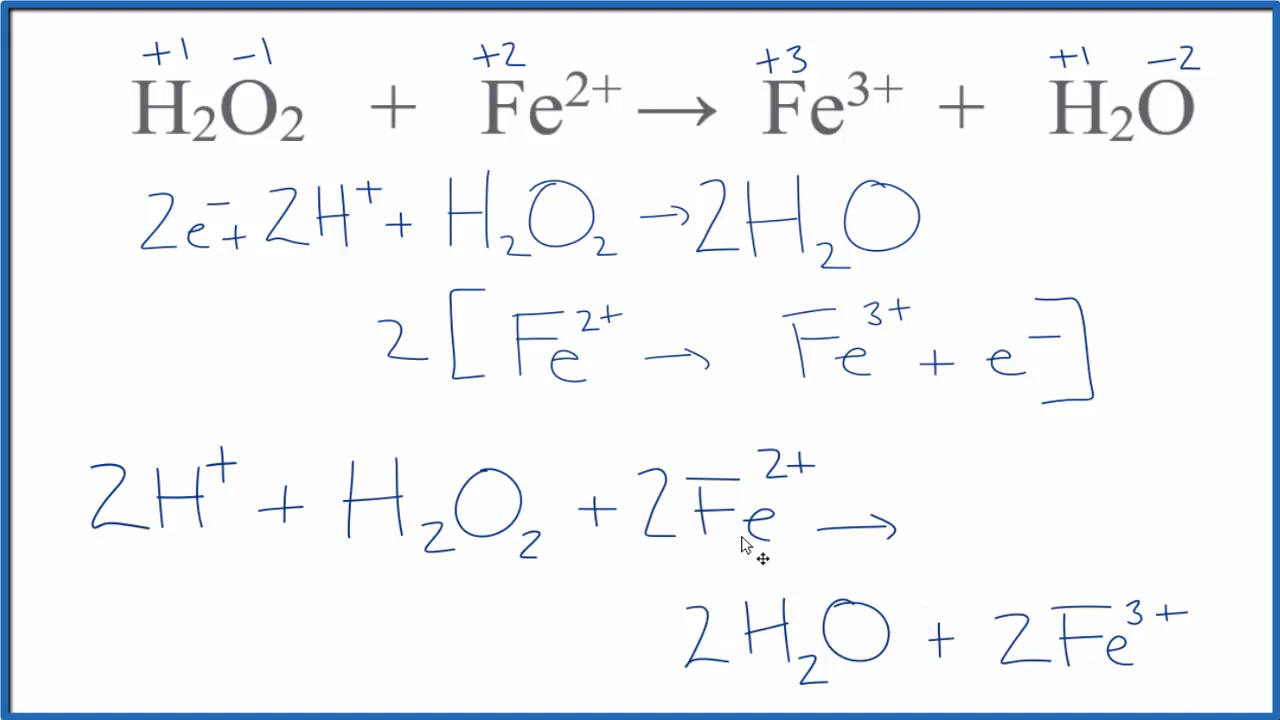 +1 -1 +2 +3 +1 -2
H₂O₂ + Fe²⁺ → Fe³⁺ + H₂O
2e⁻ + 2H⁺ + H₂O₂ → 2H₂O
2[Fe²⁺ → Fe³⁺ + e⁻]
2H⁺ + H₂O₂ + 2Fe²⁺ →
2H₂O + 2Fe³⁺